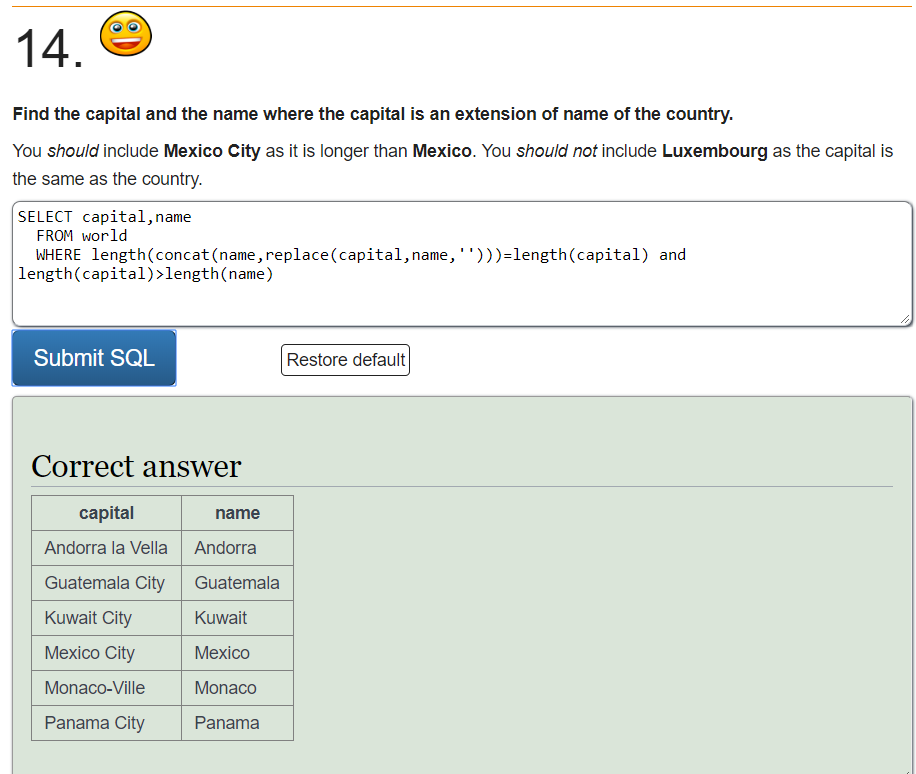 14.
Find the capital and the name where the capital is an extension of name of the country.
You should include Mexico City as it is longer than Mexico. You should not include Luxembourg as the capital is
the same as the country.
SELECT capital,name
FROM world
WHERE length(concat(name,replace(capital,name,'')))=length(capital) and
length(capital)>length(name)
Submit SQL Restore default
Correct answer
capital name
Andorra la Vella Andorra
Guatemala City Guatemala
Kuwait City Kuwait
Mexico City Mexico
Monaco-Ville Monaco
Panama City Panama